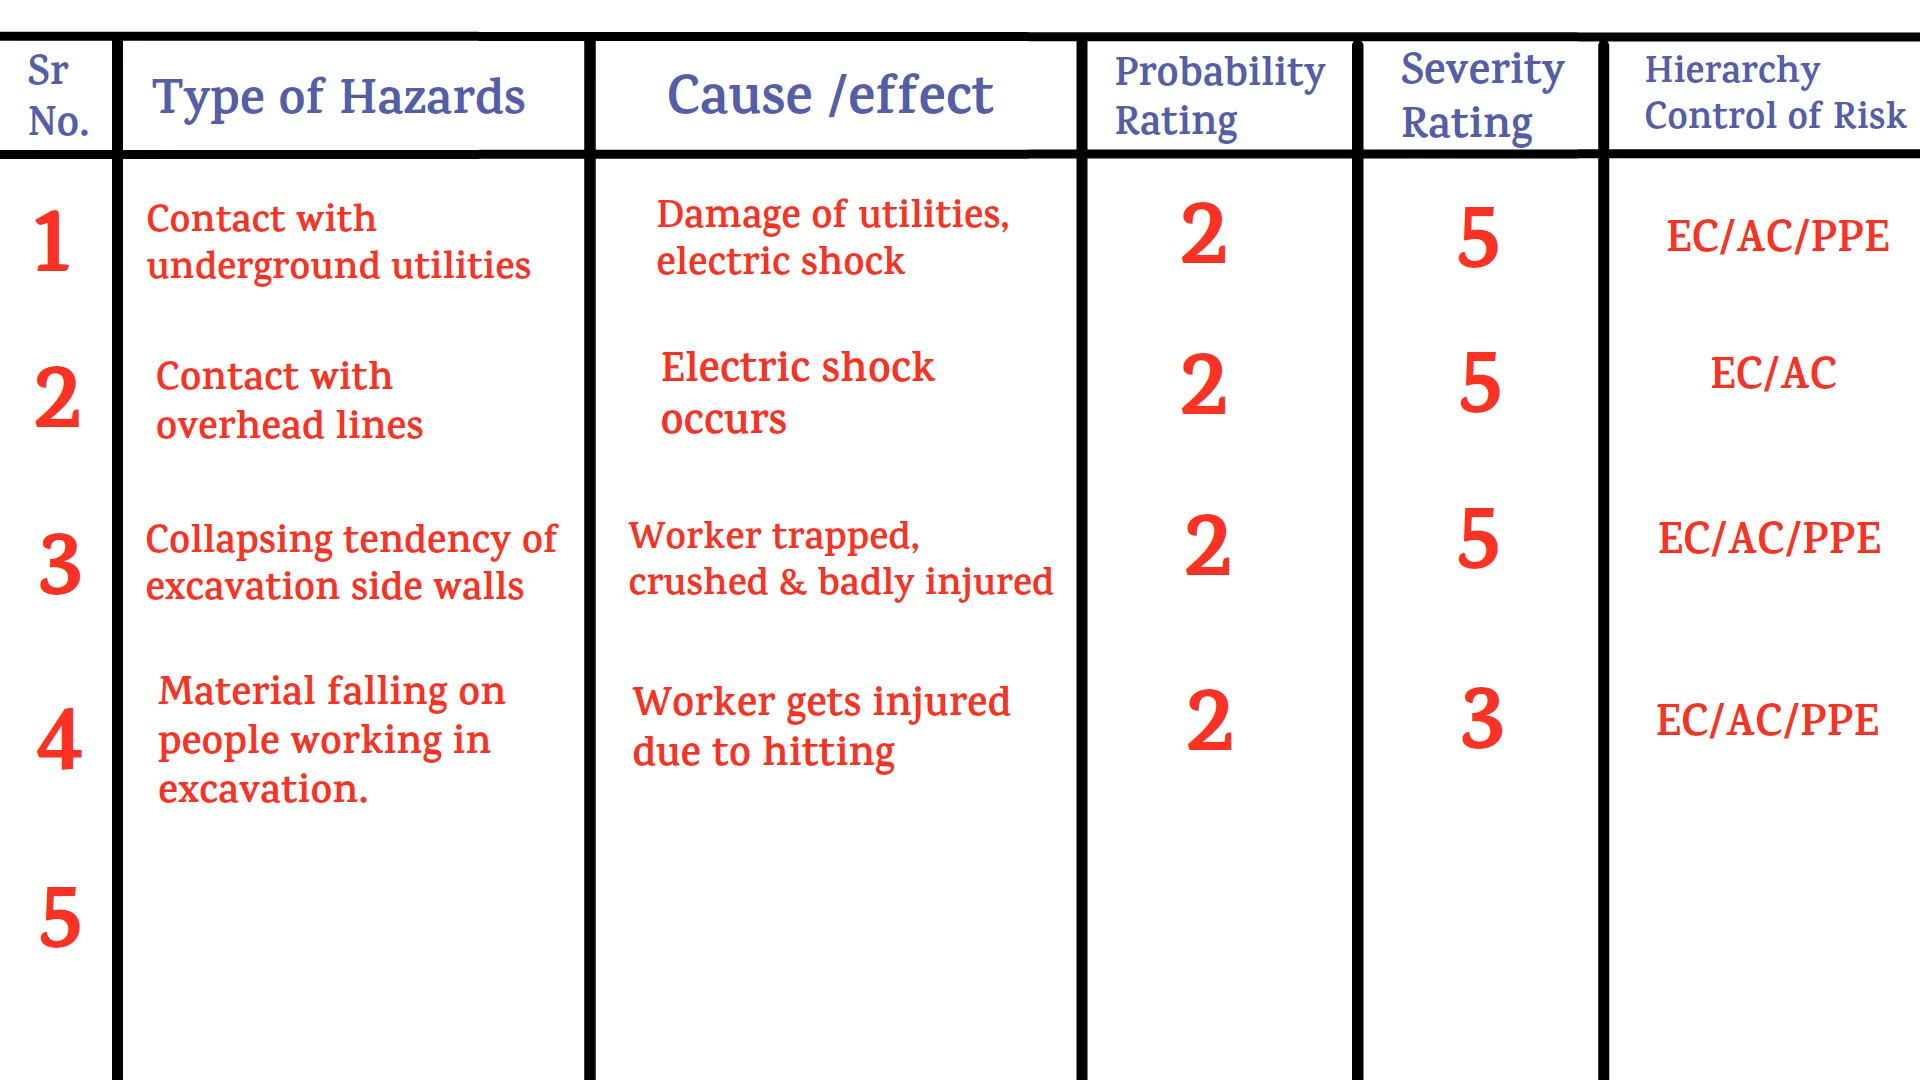 Sr
No.
Type of Hazards
Cause /effect
Probability
Rating
Severity
Rating
Hierarchy
Control of Risk
1
Contact with
underground utilities
Damage of utilities,
electric shock
2
5
EC/AC/PPE
2
Contact with
overhead lines
Electric shock
occurs
2
5
EC/AC
3
Collapsing tendency of
excavation side walls
Worker trapped,
crushed & badly injured
2
5
EC/AC/PPE
4
Material falling on
people working in
excavation.
Worker gets injured
due to hitting
2
3
EC/AC/PPE
5